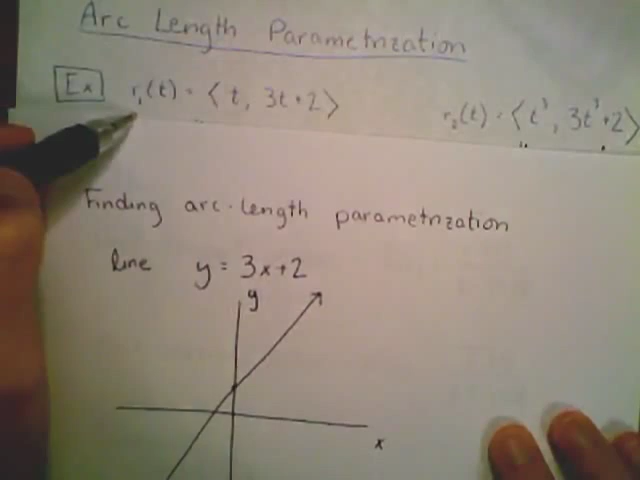 Arc Length Parametrization
Ex r₁(t) = ⟨t, 3t+2⟩ r₂(t) = ⟨t³, 3t³+2⟩
Finding arc-length parametrization
line y = 3x+2
y
x